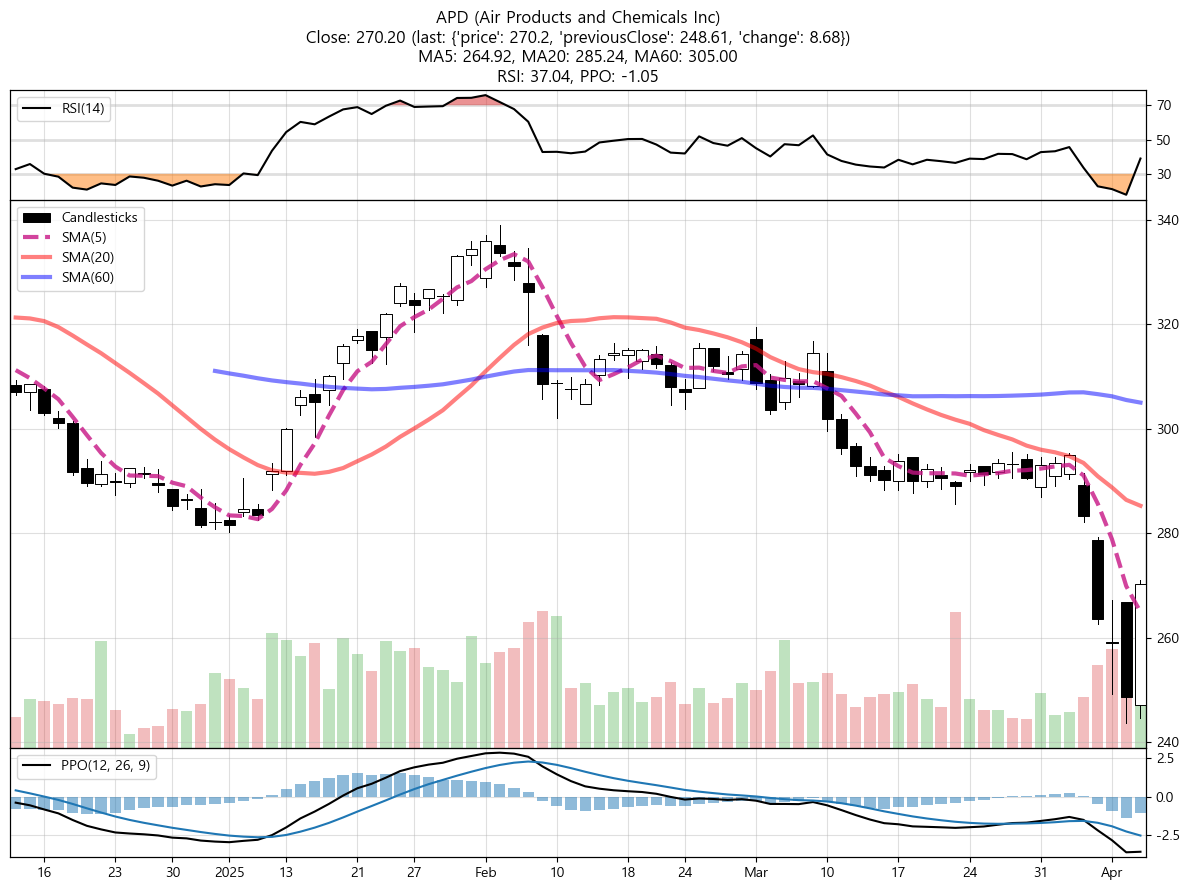 APD (Air Products and Chemicals Inc)
Close: 270.20 (last: {'price': 270.2, 'previousClose': 248.61, 'change': 8.68})
MA5: 264.92, MA20: 285.24, MA60: 305.00
RSI: 37.04, PPO: -1.05
RSI(14)
70
50
30
Candlesticks
SMA(5)
SMA(20)
SMA(60)
340
320
300
280
260
240
PPO(12, 26, 9)
2.5
0.0
−2.5
16 23 30 2025 13 21 27 Feb 10 18 24 Mar 10 17 24 31 Apr